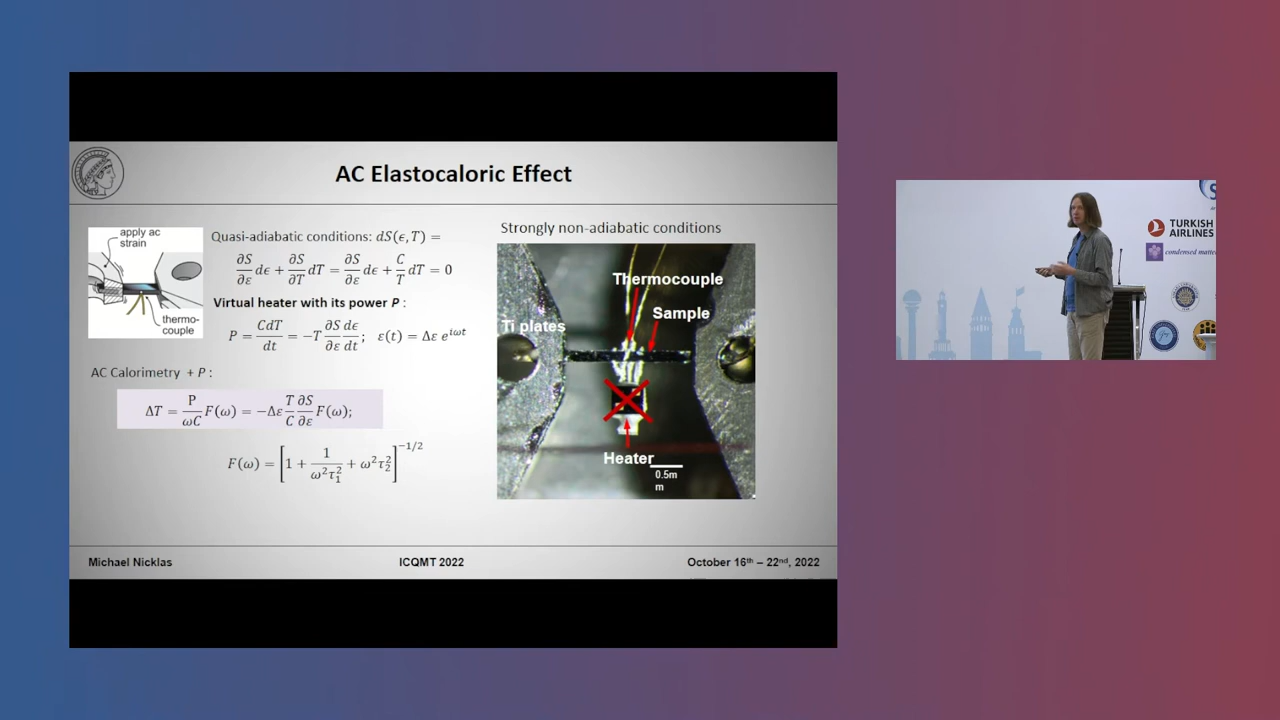 AC Elastocaloric Effect
apply ac
strain
thermo-
couple
Quasi-adiabatic conditions: dS(ϵ, T) =
∂S/∂ε dϵ + ∂S/∂T dT = ∂S/∂ε dϵ + C/T dT = 0
Virtual heater with its power P :
P = CdT/dt = −T ∂S/∂ε dϵ/dt ; ε(t) = Δε e^{iωt}
AC Calorimetry + P :
ΔT = P/ωC F(ω) = −Δε T/C ∂S/∂ε F(ω);
F(ω) = [1 + 1/ω²τ₁² + ω²τ₂²]^{−1/2}
Strongly non-adiabatic conditions
Thermocouple
Sample
Ti plates
Heater
0.5m
m
Michael Nicklas
ICQMT 2022
October 16th – 22nd, 2022
TURKISH
AIRLINES
condensed